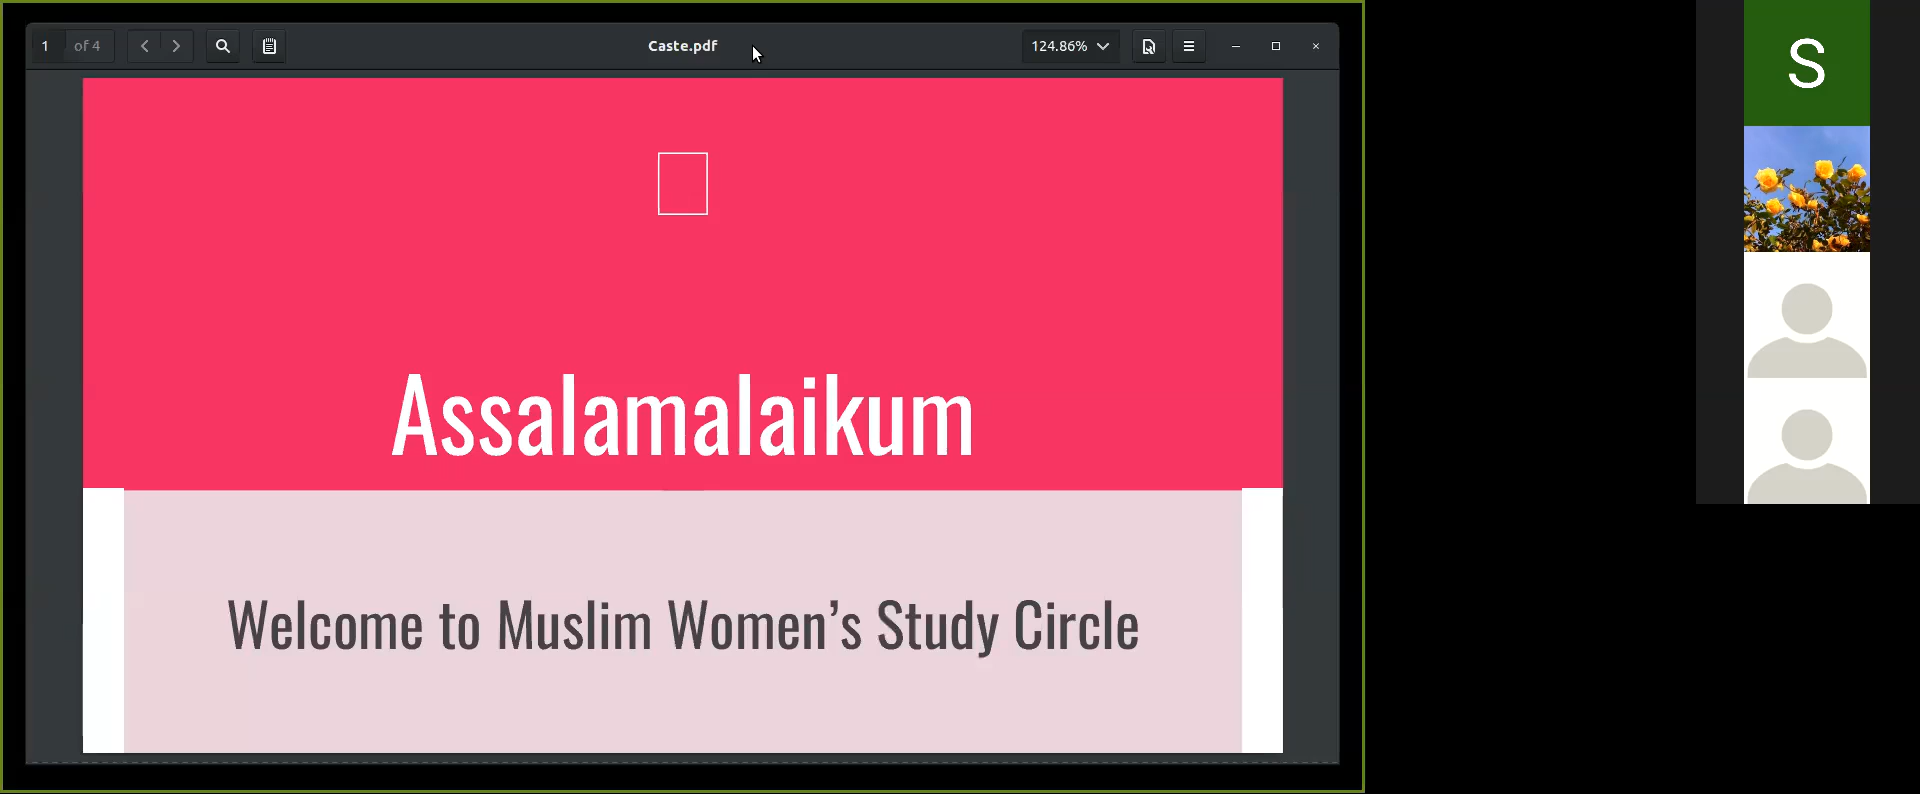 1 of 4
Caste.pdf
124.86%
S
Assalamalaikum
Welcome to Muslim Women’s Study Circle